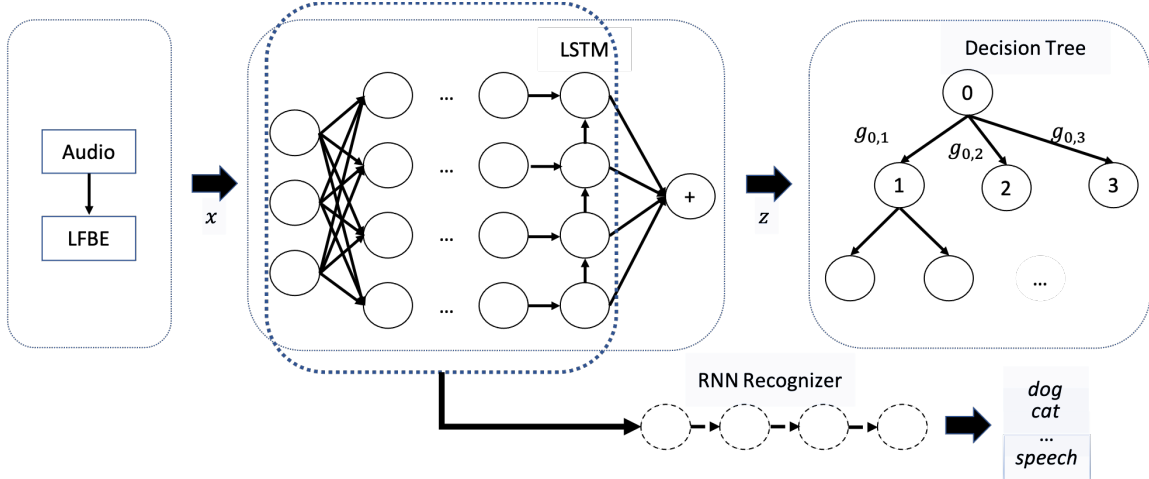 Audio
LFBE
x
LSTM
...
...
...
...
+
z
Decision Tree
0
g0,1
g0,2
g0,3
1
2
3
...
RNN Recognizer
dog
cat
...
speech